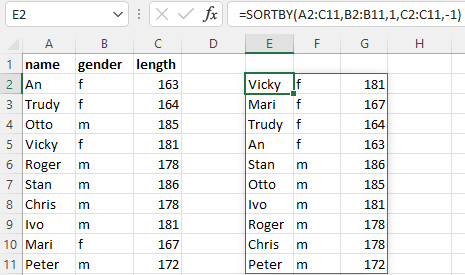 E2 fx =SORTBY(A2:C11,B2:B11,1,C2:C11,-1)
A B C D E F G H
1 name gender length
2 An f 163 Vicky f 181
3 Trudy f 164 Mari f 167
4 Otto m 185 Trudy f 164
5 Vicky f 181 An f 163
6 Roger m 178 Stan m 186
7 Stan m 186 Otto m 185
8 Chris m 178 Ivo m 181
9 Ivo m 181 Roger m 178
10 Mari f 167 Chris m 178
11 Peter m 172 Peter m 172